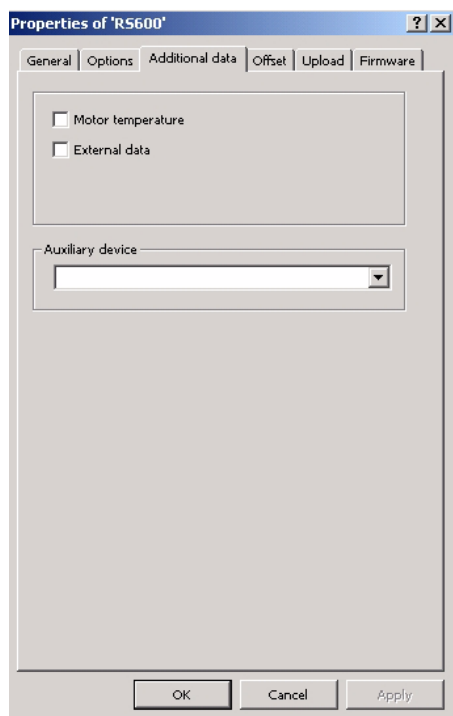 Properties of 'RS600'
General Options Additional data Offset Upload Firmware
Motor temperature
External data
Auxiliary device
OK Cancel Apply